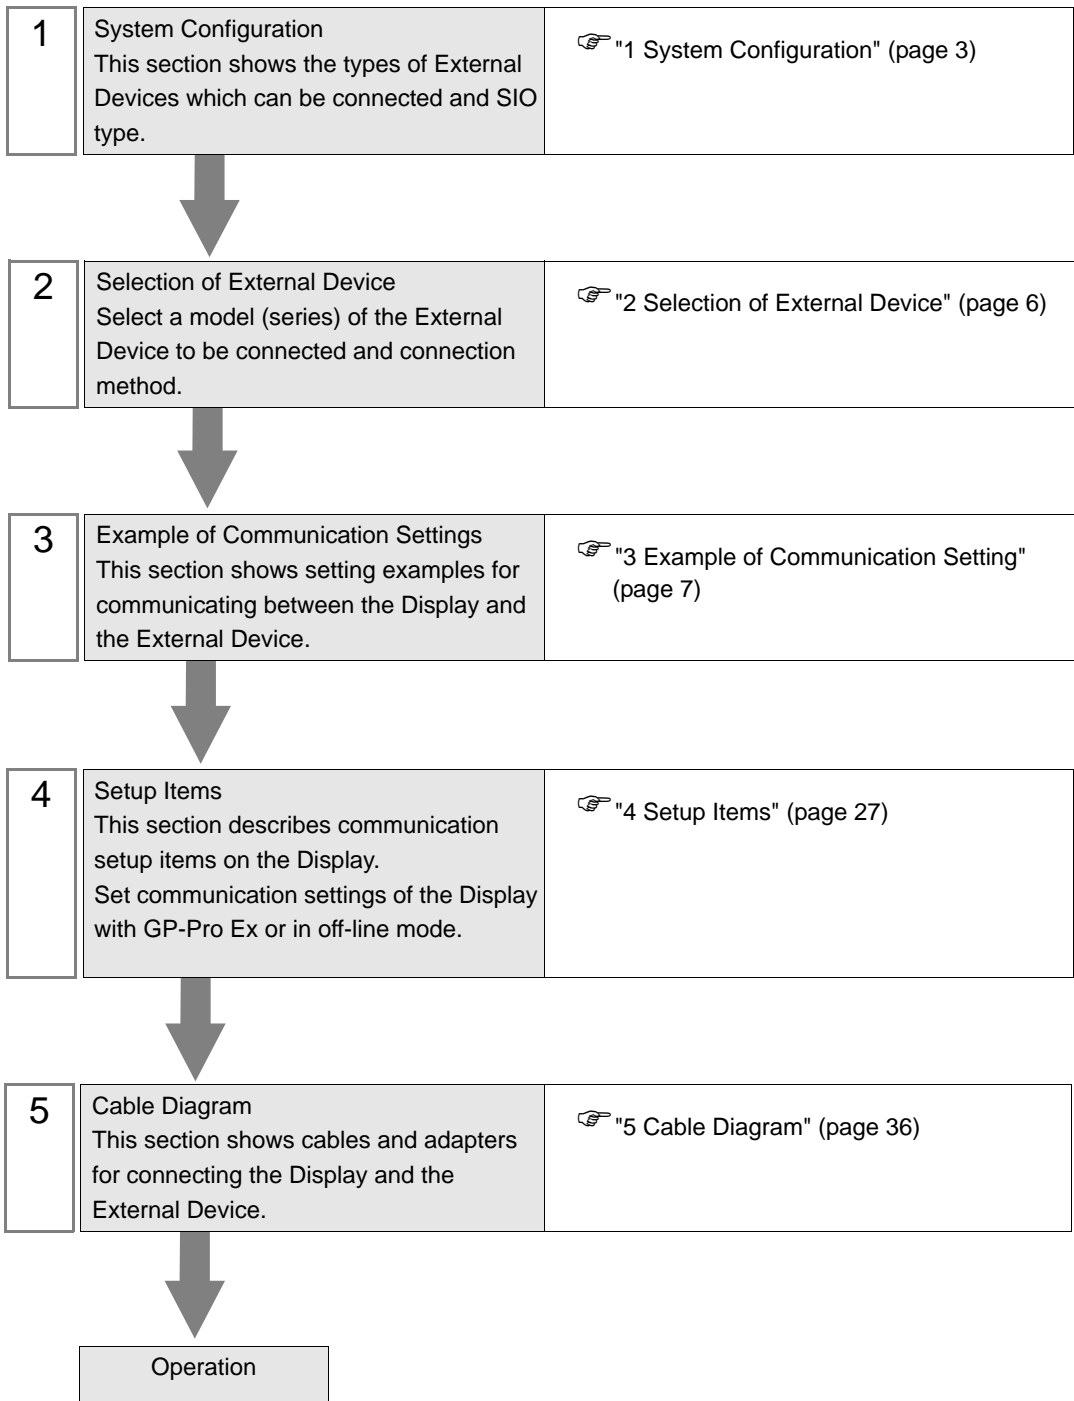 1
System Configuration
This section shows the types of External
Devices which can be connected and SIO
type.
"1 System Configuration" (page 3)
2
Selection of External Device
Select a model (series) of the External
Device to be connected and connection
method.
"2 Selection of External Device" (page 6)
3
Example of Communication Settings
This section shows setting examples for
communicating between the Display and
the External Device.
"3 Example of Communication Setting"
(page 7)
4
Setup Items
This section describes communication
setup items on the Display.
Set communication settings of the Display
with GP-Pro Ex or in off-line mode.
"4 Setup Items" (page 27)
5
Cable Diagram
This section shows cables and adapters
for connecting the Display and the
External Device.
"5 Cable Diagram" (page 36)
Operation